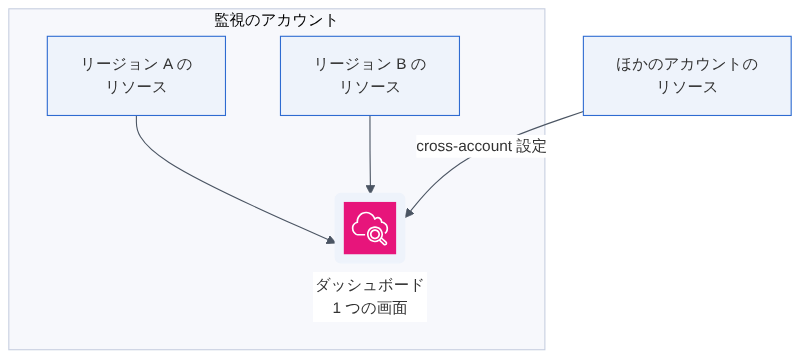 監視のアカウント
リージョン A の
リソース
リージョン B の
リソース
ほかのアカウントの
リソース
cross-account 設定
ダッシュボード
1 つの画面